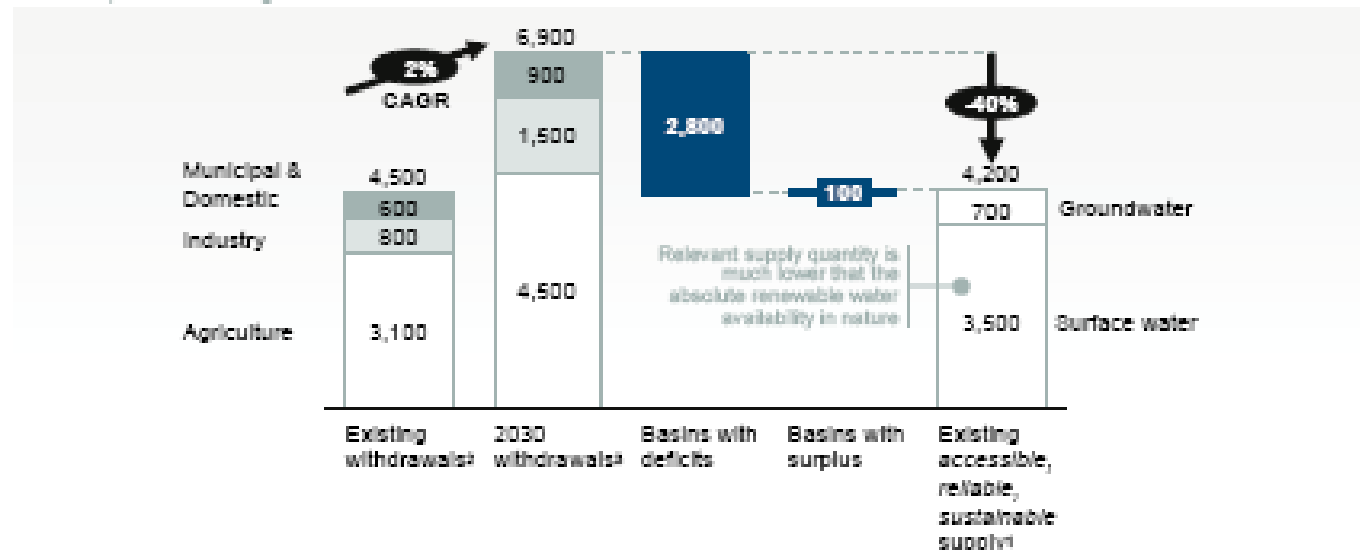 6,900
2%
CAGR
900
2,800
-40%
1,500
4,200
Municipal &
Domestic
4,500
600
100
700
Groundwater
Industry
800
Relevant supply quantity is
much lower that the
absolute renewable water
availability in nature
4,500
Agriculture
3,100
3,500
Surface water
Existing
withdrawals²
2030
withdrawals³
Basins with
deficits
Basins with
surplus
Existing
accessible,
reliable,
sustainable
supply⁴